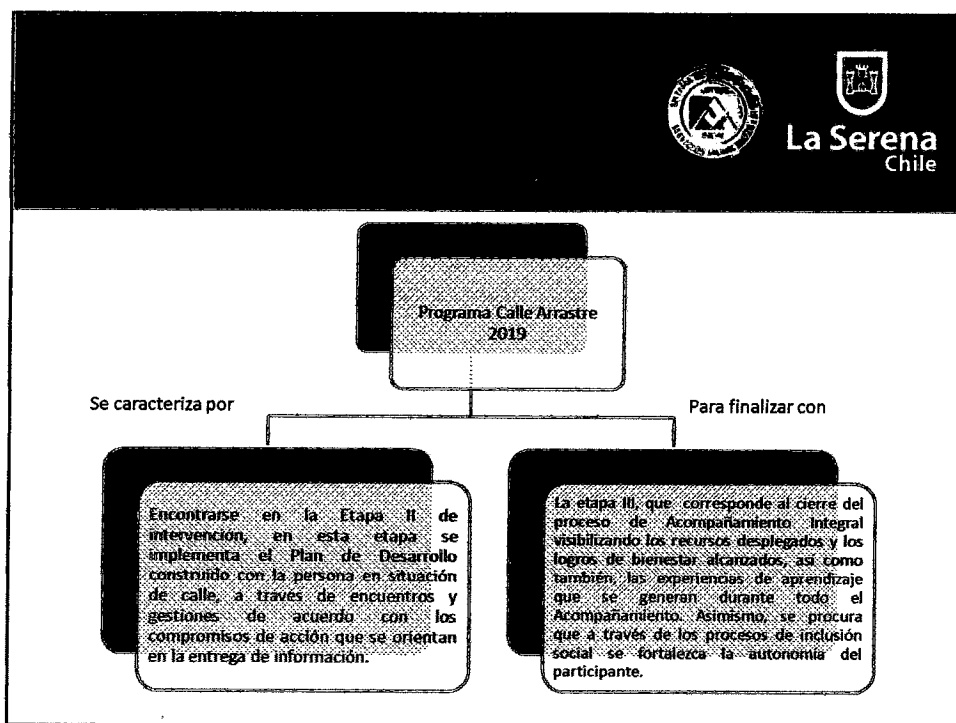 La Serena
Chile
Programa Calle Arrastre
2019
Se caracteriza por
Para finalizar con
Encontrarse en la Etapa II de
intervención, en esta etapa se
implementa el Plan de Desarrollo
construido con la persona en situación
de calle, a través de encuentros y
gestiones de acuerdo con los
compromisos de acción que se orientan
en la entrega de información.
La etapa III, que corresponde al cierre del
proceso de Acompañamiento Integral
visibilizando los recursos desplegados y los
logros de bienestar alcanzados, así como
también, las experiencias de aprendizaje
que se generan durante todo el
Acompañamiento. Asimismo, se procura
que a través de los procesos de inclusión
social se fortalezca la autonomía del
participante.